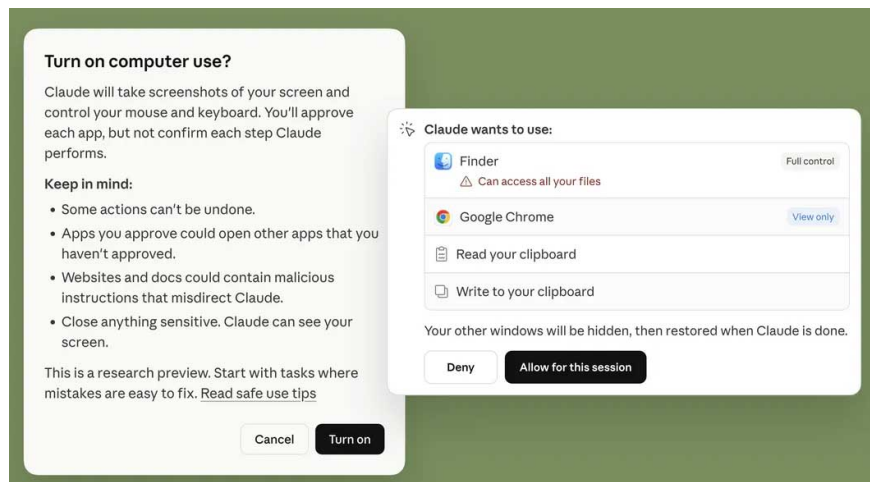 Turn on computer use?
Claude will take screenshots of your screen and
control your mouse and keyboard. You'll approve
each app, but not confirm each step Claude
performs.
Keep in mind:
• Some actions can't be undone.
• Apps you approve could open other apps that you
haven't approved.
• Websites and docs could contain malicious
instructions that misdirect Claude.
• Close anything sensitive. Claude can see your
screen.
This is a research preview. Start with tasks where
mistakes are easy to fix. Read safe use tips
Cancel Turn on
Claude wants to use:
Finder Full control
Can access all your files
Google Chrome View only
Read your clipboard
Write to your clipboard
Your other windows will be hidden, then restored when Claude is done.
Deny Allow for this session